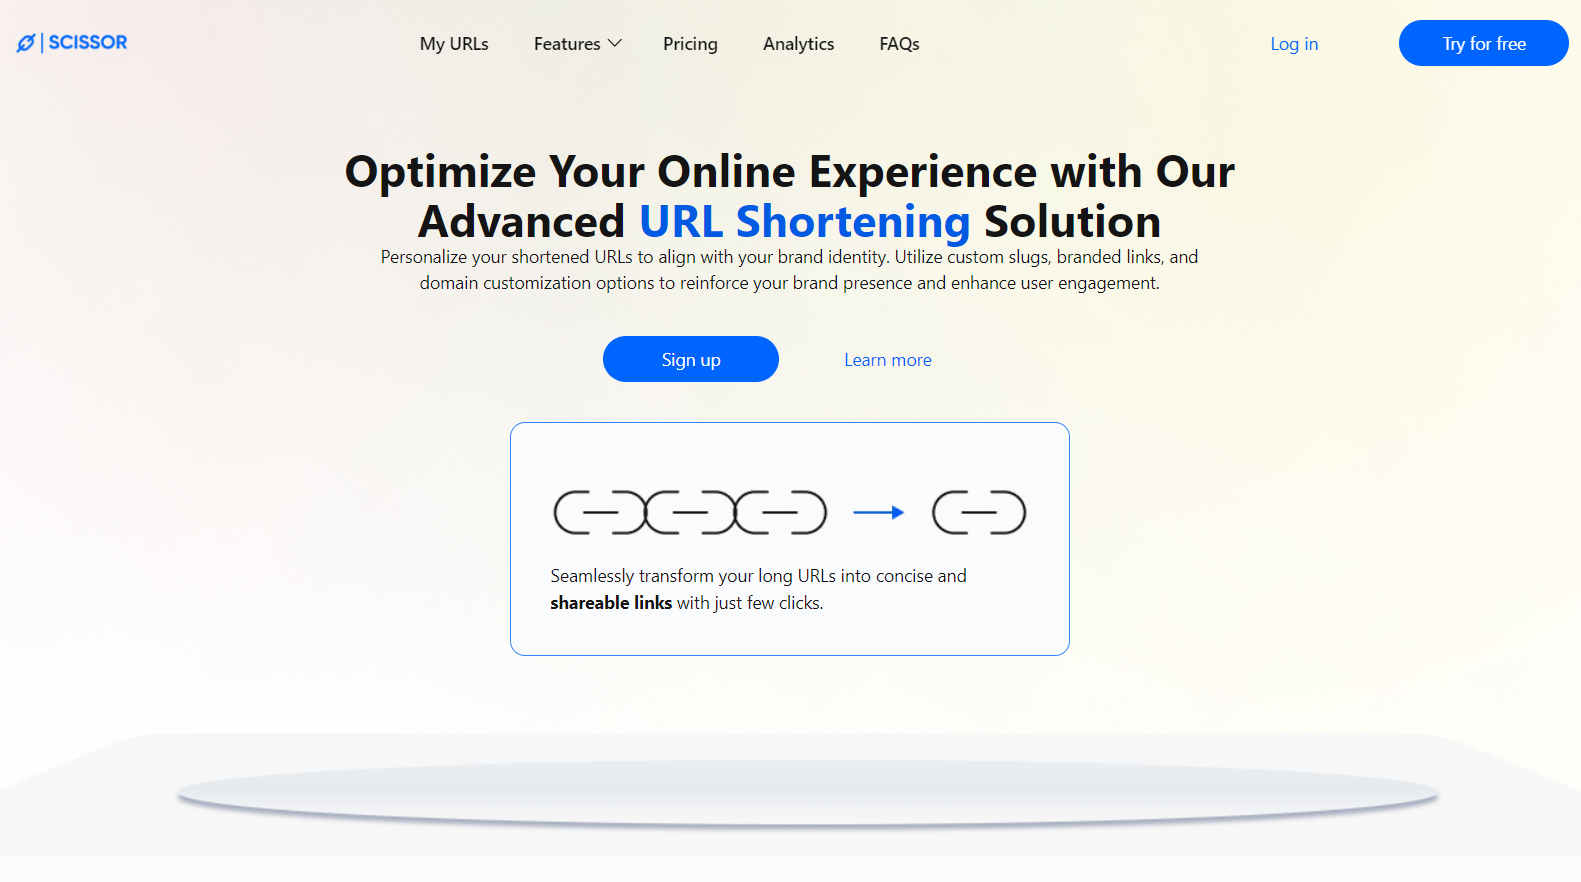 SCISSOR
My URLs
Features
Pricing
Analytics
FAQs
Log in
Try for free
Optimize Your Online Experience with Our
Advanced URL Shortening Solution
Personalize your shortened URLs to align with your brand identity. Utilize custom slugs, branded links, and
domain customization options to reinforce your brand presence and enhance user engagement.
Sign up
Learn more
Seamlessly transform your long URLs into concise and
shareable links with just few clicks.